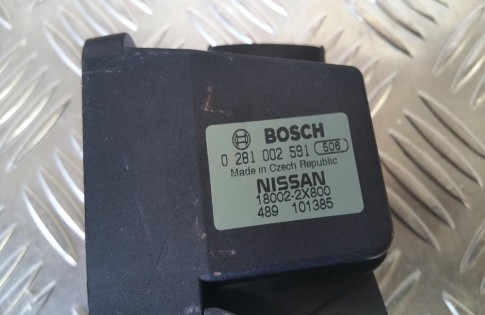 BOSCH
0 281 002 591 506
Made in Czech Republic
NISSAN
18002-2X800
489 101385